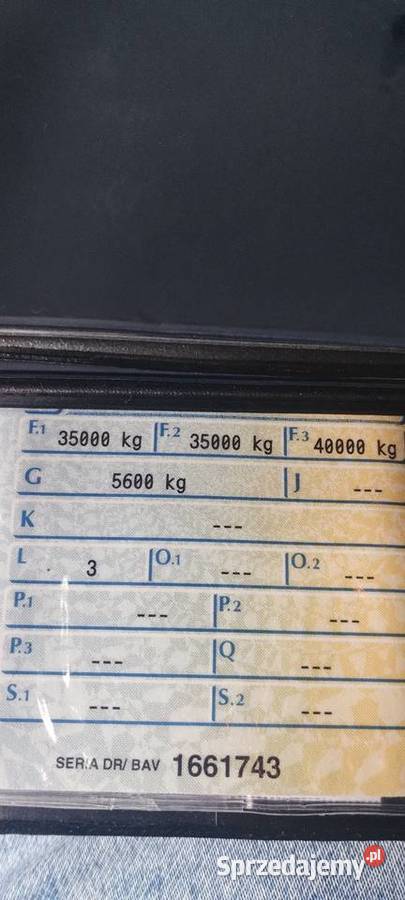 F.1 35000 kg F.2 35000 kg F.3 40000 kg
G 5600 kg J ---
K ---
L . 3 O.1 --- O.2 ---
P.1 --- P.2 ---
P.3 --- Q ---
S.1 --- S.2 ---
SERIA DR/ BAV 1661743
Sprzedajemy.pl